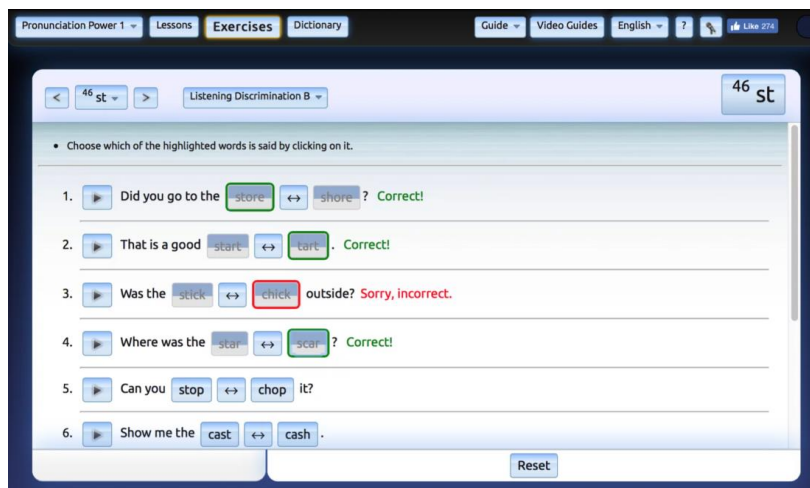 Pronunciation Power 1 Lessons Exercises Dictionary Guide Video Guides English ? Like 274
< 46 st > Listening Discrimination B 46 st
• Choose which of the highlighted words is said by clicking on it.
1. Did you go to the store ↔ shore ? Correct!
2. That is a good start ↔ tart . Correct!
3. Was the stick ↔ chick outside? Sorry, incorrect.
4. Where was the star ↔ scar ? Correct!
5. Can you stop ↔ chop it?
6. Show me the cast ↔ cash .
Reset